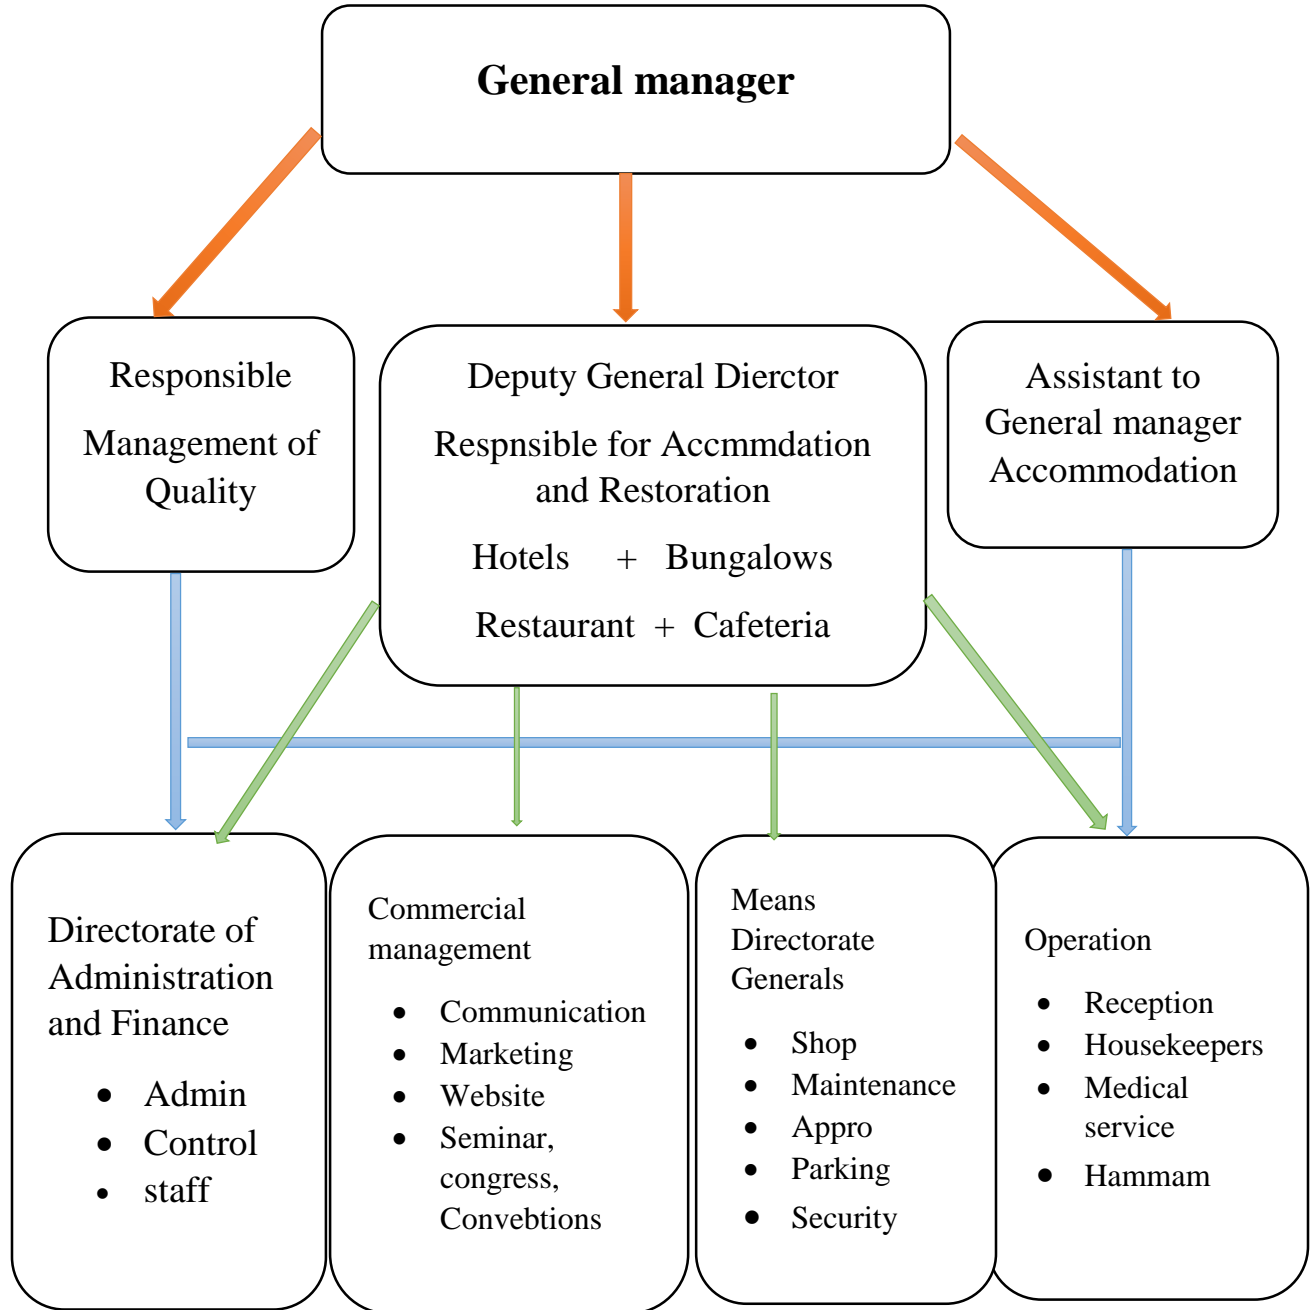 General manager
Responsible
Management of
Quality
Deputy General Dierctor
Respnsible for Accmmdation
and Restoration
Hotels + Bungalows
Restaurant + Cafeteria
Assistant to
General manager
Accommodation
Directorate of
Administration
and Finance
• Admin
• Control
• staff
Commercial
management
• Communication
• Marketing
• Website
• Seminar,
congress,
Convebtions
Means
Directorate
Generals
• Shop
• Maintenance
• Appro
• Parking
• Security
Operation
• Reception
• Housekeepers
• Medical
service
• Hammam